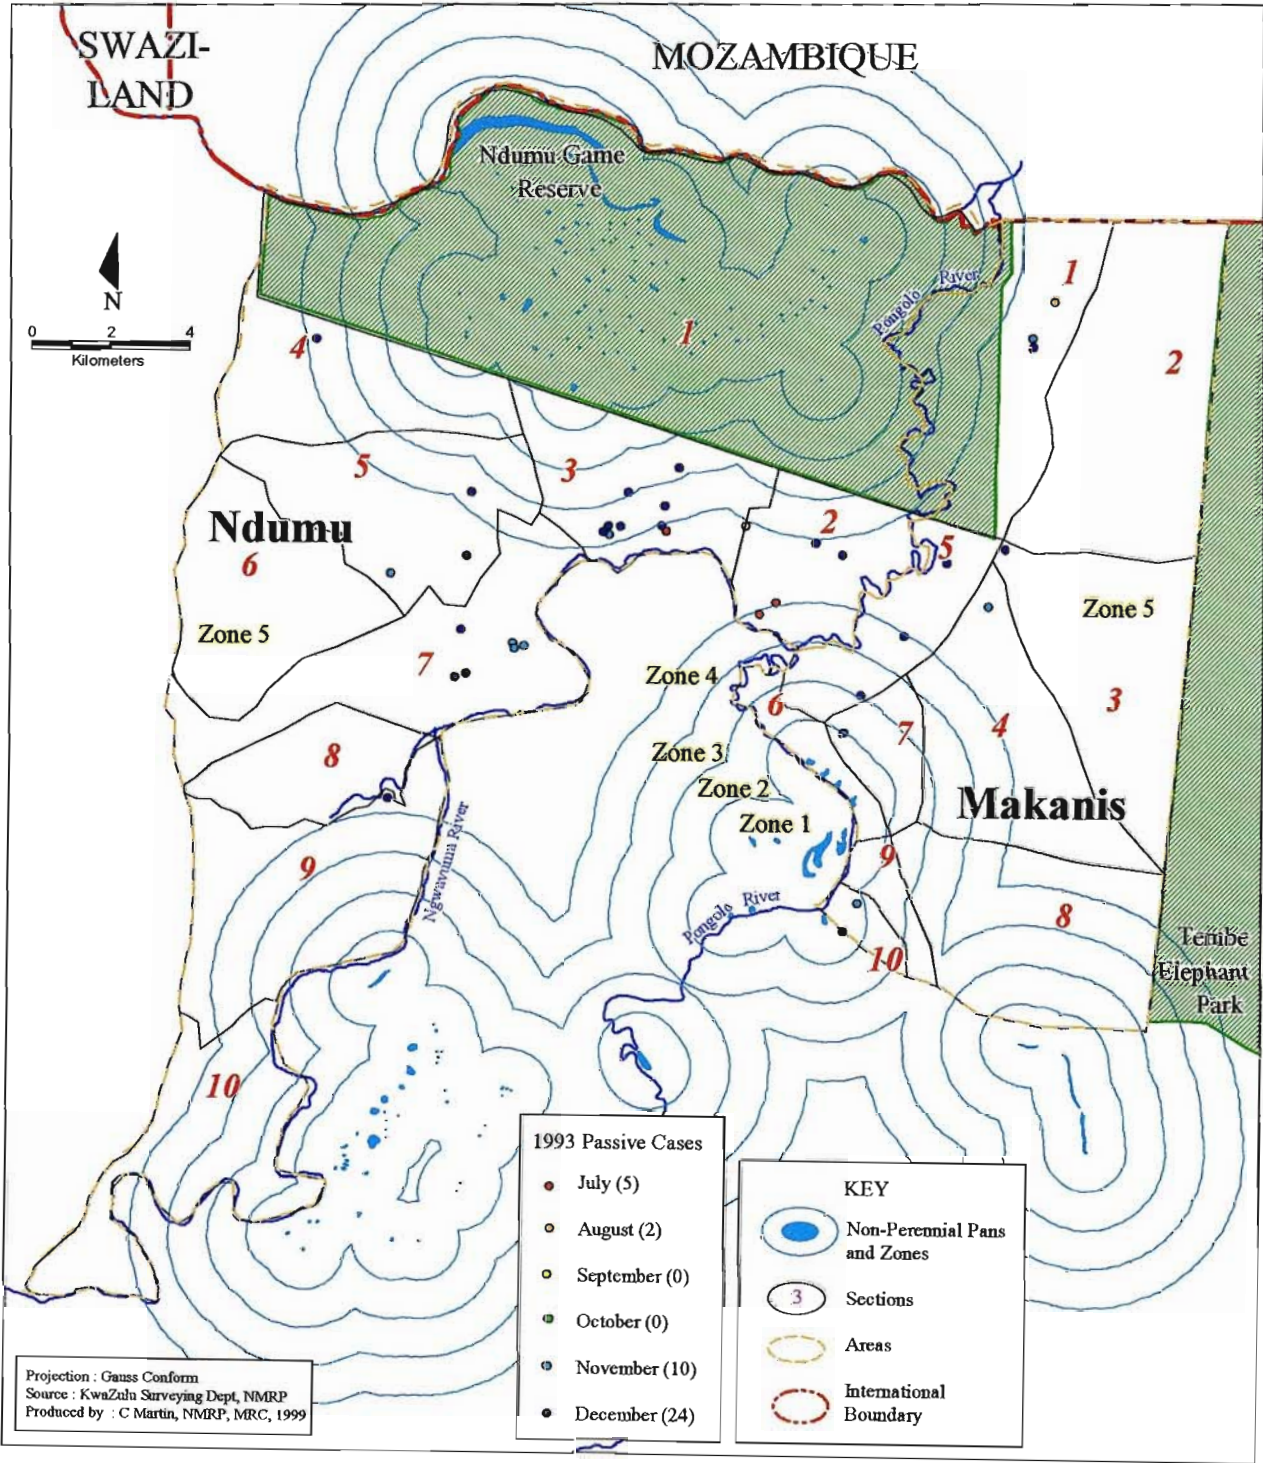 SWAZI-
LAND
MOZAMBIQUE
Ndumu Game
Reserve
N
0 2 4
Kilometers
Pongolo River
1
1
2
4
5
3
2
5
Ndumu
6
Zone 5
Zone 5
7
Zone 4
6
7
4
3
8
Zone 3
Zone 2
Zone 1
Makanis
9
9
Ngwavuma River
Pongolo River
8
10
Tembe
Elephant
Park
10
1993 Passive Cases
July (5)
August (2)
September (0)
October (0)
November (10)
December (24)
KEY
Non-Perennial Pans
and Zones
3 Sections
Areas
International
Boundary
Projection : Gauss Conform
Source : KwaZulu Surveying Dept, NMRP
Produced by : C Martin, NMRP, MRC, 1999